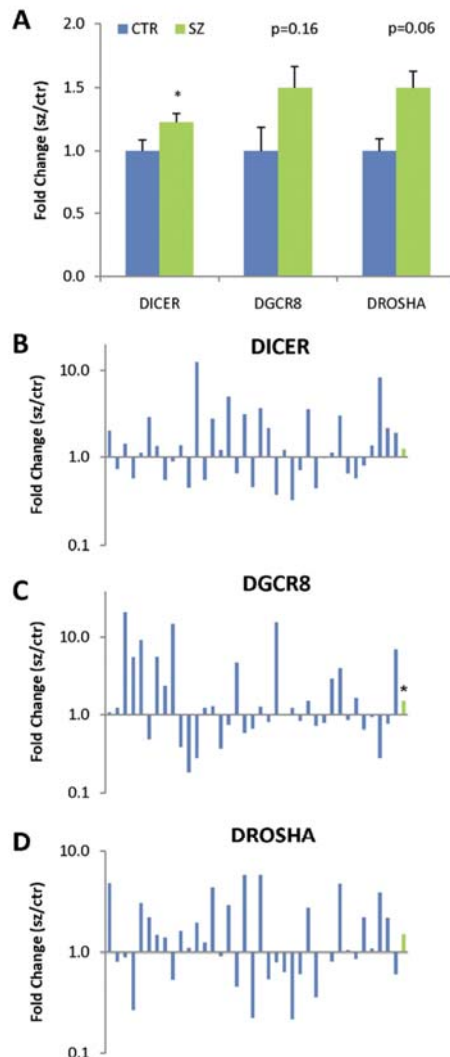 A
CTR SZ p=0.16 p=0.06
Fold Change (sz/ctr)
2.0
1.5
*
1.0
0.5
0.0
DICER DGCR8 DROSHA
B
DICER
Fold Change (sz/ctr)
10.0
1.0
0.1
C
DGCR8
Fold Change (sz/ctr)
10.0
*
1.0
0.1
D
DROSHA
Fold Change (sz/ctr)
10.0
1.0
0.1